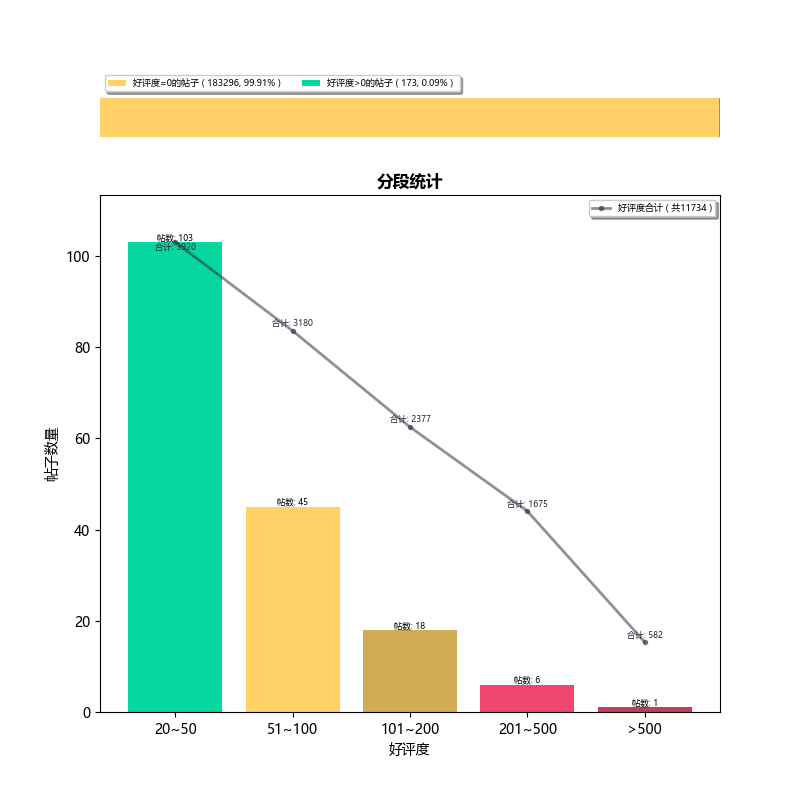 好评度=0的帖子 ( 183296, 99.91% ) 好评度>0的帖子 ( 173, 0.09% )
分段统计
好评度合计 ( 共11734 )
帖数: 103
合计: 3920
合计: 3180
合计: 2377
合计: 1675
合计: 582
帖数: 45
帖数: 18
帖数: 6
帖数: 1
100
80
60
40
20
0
帖子数量
20~50 51~100 101~200 201~500 >500
好评度